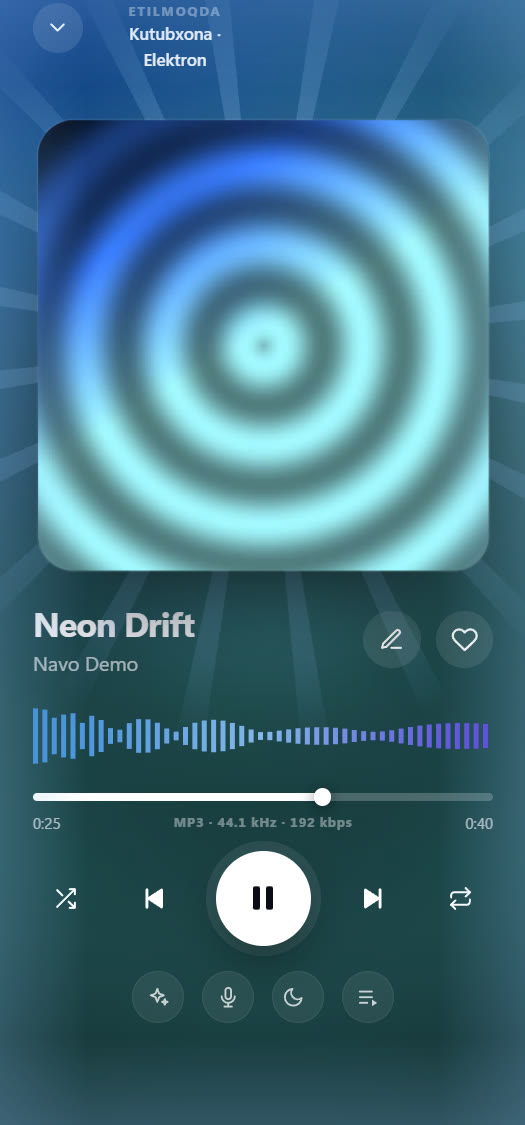 ETILMOQDA
Kutubxona ·
Elektron
Neon Drift
Navo Demo
0:25
MP3 · 44.1 kHz · 192 kbps
0:40